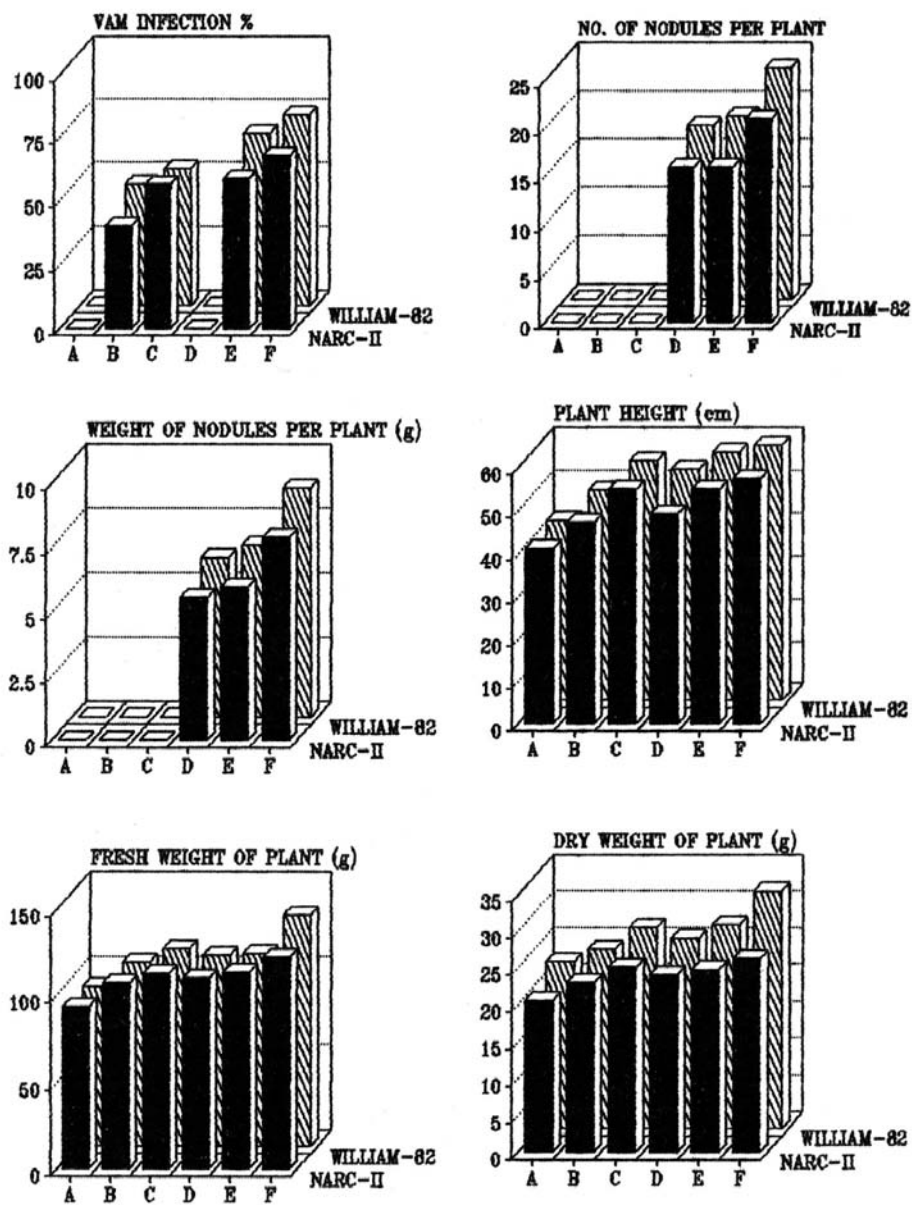 VAM INFECTION %
100
75
50
25
0
A B C D E F
WILLIAM-82
NARC-II
NO. OF NODULES PER PLANT
25
20
15
10
5
0
A B C D E F
WILLIAM-82
NARC-II
WEIGHT OF NODULES PER PLANT (g)
10
7.5
5
2.5
0
A B C D E F
WILLIAM-82
NARC-II
PLANT HEIGHT (cm)
60
50
40
30
20
10
0
A B C D E F
WILLIAM-82
NARC-II
FRESH WEIGHT OF PLANT (g)
150
100
50
0
A B C D E F
WILLIAM-82
NARC-II
DRY WEIGHT OF PLANT (g)
35
30
25
20
15
10
5
0
A B C D E F
WILLIAM-82
NARC-II